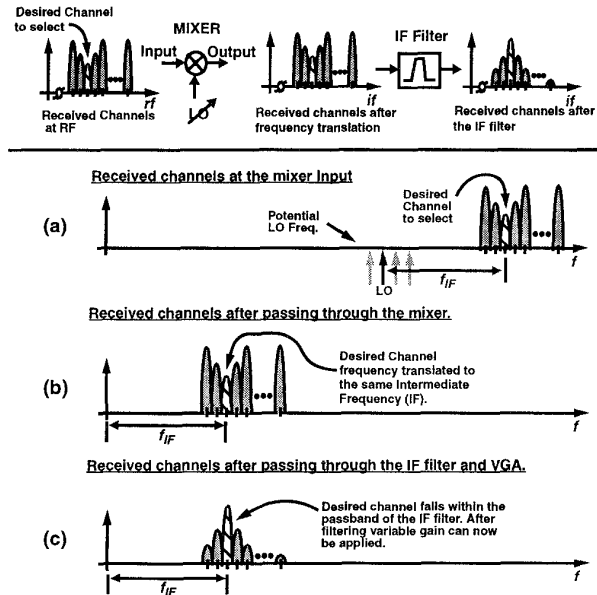 Desired Channel
to select
MIXER
Input
Output
LO
rf
Received Channels
at RF
if
Received channels after
frequency translation
IF Filter
if
Received channels after
the IF filter
Received channels at the mixer Input
(a)
Potential
LO Freq.
Desired
Channel
to select
LO
fIF
f
Received channels after passing through the mixer.
(b)
Desired Channel
frequency translated to
the same Intermediate
Frequency (IF).
fIF
f
Received channels after passing through the IF filter and VGA.
(c)
Desired channel falls within the
passband of the IF filter. After
filtering variable gain can now
be applied.
fIF
f